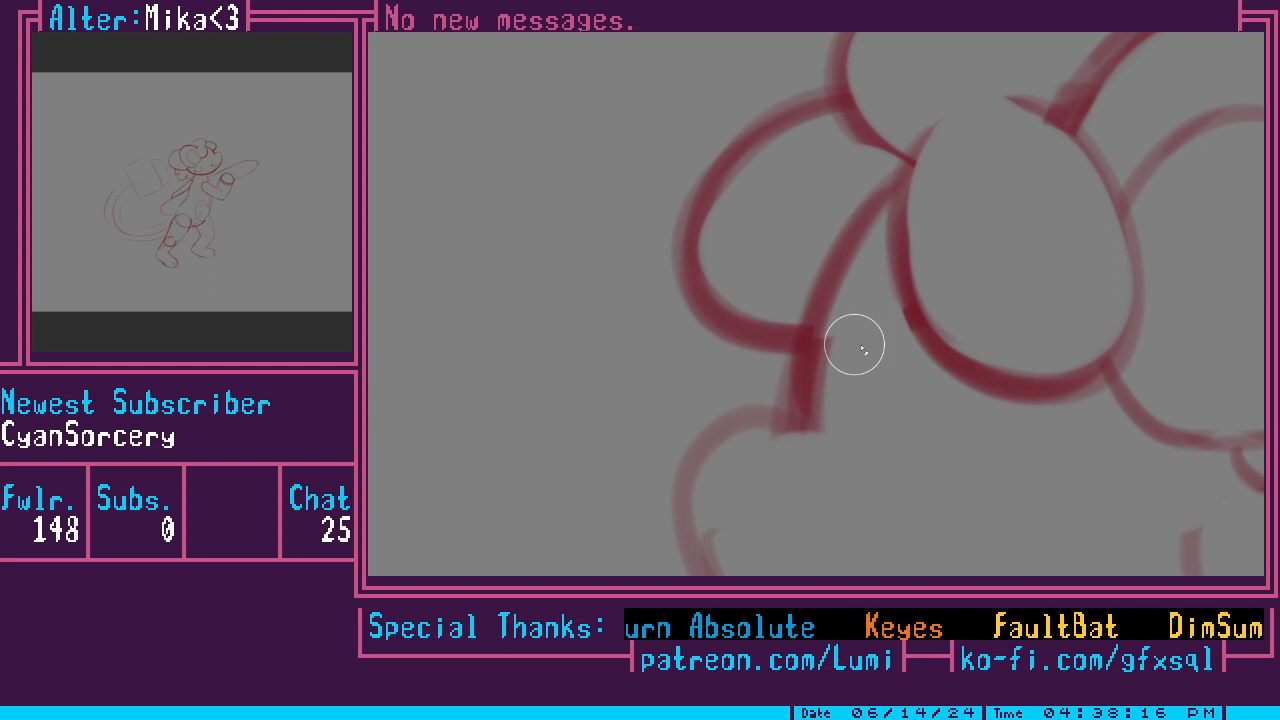 Alter:Mika<3
No new messages.
Newest Subscriber
CyanSorcery
Fwlr. Subs. Chat
148 0 25
Special Thanks: urn Absolute Keyes FaultBat DimSum
patreon.com/Lumi ko-fi.com/gfxsql
Date 06/14/24 Time 04:38:16 PM